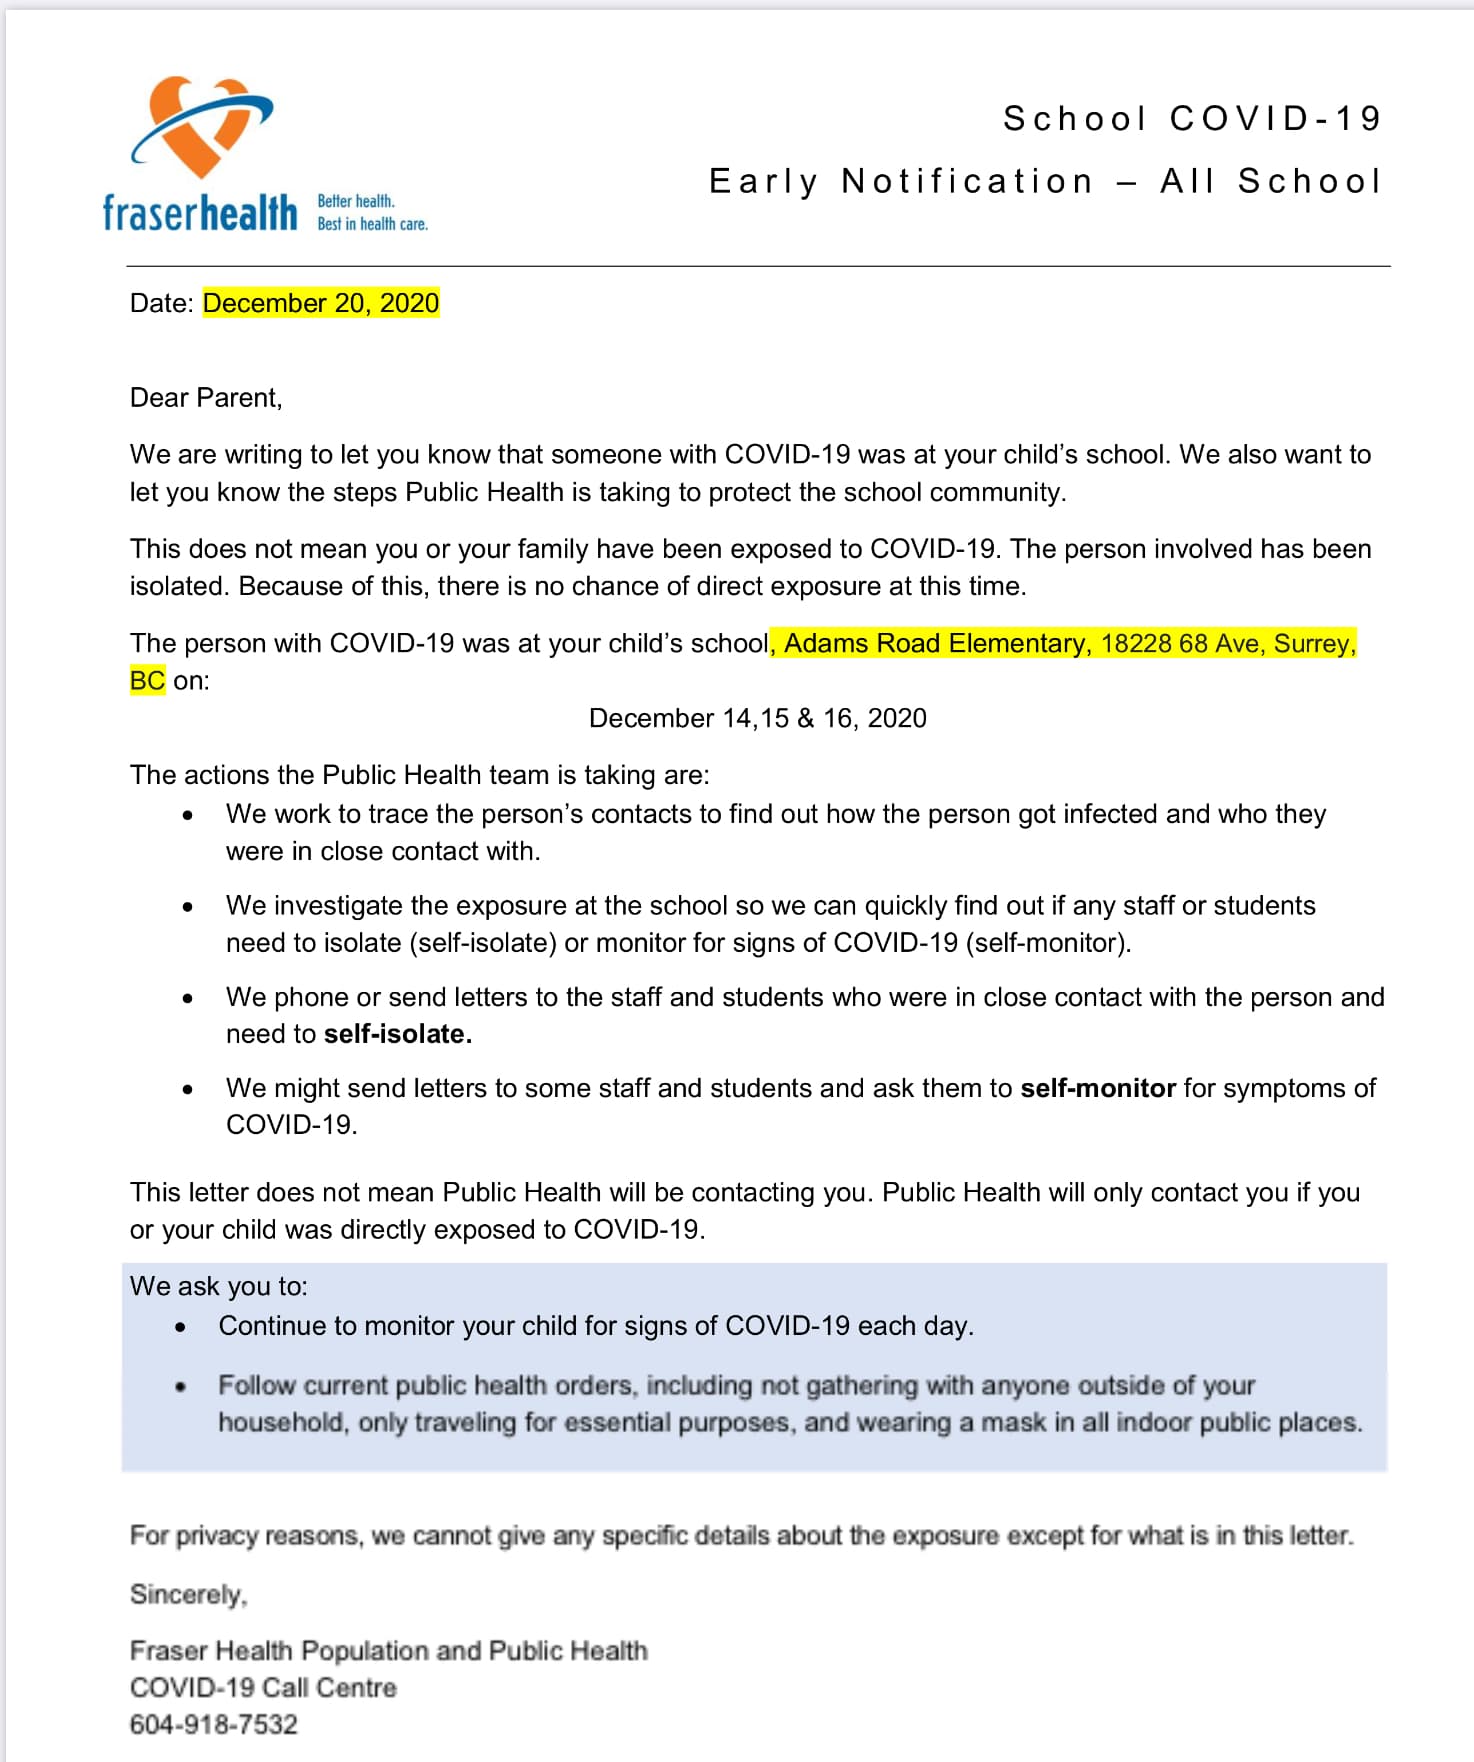 School COVID-19
Early Notification – All School
fraserhealth
Better health.
Best in health care.
Date: December 20, 2020
Dear Parent,
We are writing to let you know that someone with COVID-19 was at your child’s school. We also want to
let you know the steps Public Health is taking to protect the school community.
This does not mean you or your family have been exposed to COVID-19. The person involved has been
isolated. Because of this, there is no chance of direct exposure at this time.
The person with COVID-19 was at your child’s school, Adams Road Elementary, 18228 68 Ave, Surrey,
BC on:
December 14,15 & 16, 2020
The actions the Public Health team is taking are:
• We work to trace the person’s contacts to find out how the person got infected and who they
were in close contact with.
• We investigate the exposure at the school so we can quickly find out if any staff or students
need to isolate (self-isolate) or monitor for signs of COVID-19 (self-monitor).
• We phone or send letters to the staff and students who were in close contact with the person and
need to self-isolate.
• We might send letters to some staff and students and ask them to self-monitor for symptoms of
COVID-19.
This letter does not mean Public Health will be contacting you. Public Health will only contact you if you
or your child was directly exposed to COVID-19.
We ask you to:
• Continue to monitor your child for signs of COVID-19 each day.
• Follow current public health orders, including not gathering with anyone outside of your
household, only traveling for essential purposes, and wearing a mask in all indoor public places.
For privacy reasons, we cannot give any specific details about the exposure except for what is in this letter.
Sincerely,
Fraser Health Population and Public Health
COVID-19 Call Centre
604-918-7532